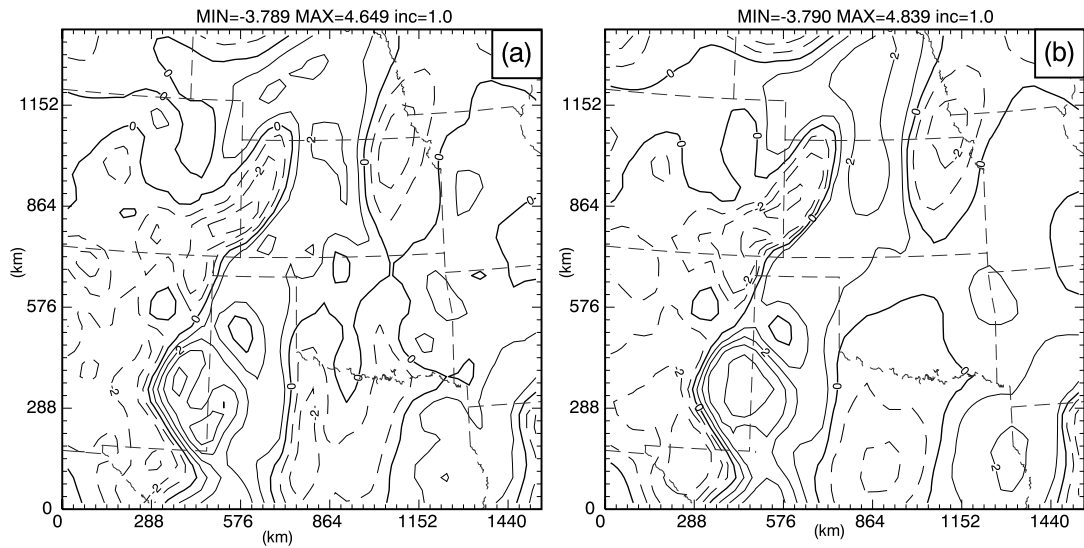 MIN=-3.789 MAX=4.649 inc=1.0
MIN=-3.790 MAX=4.839 inc=1.0
(a)
(b)
1152
864
576
288
0
(km)
0 288 576 864 1152 1440
(km)
1152
864
576
288
0
(km)
0 288 576 864 1152 1440
(km)